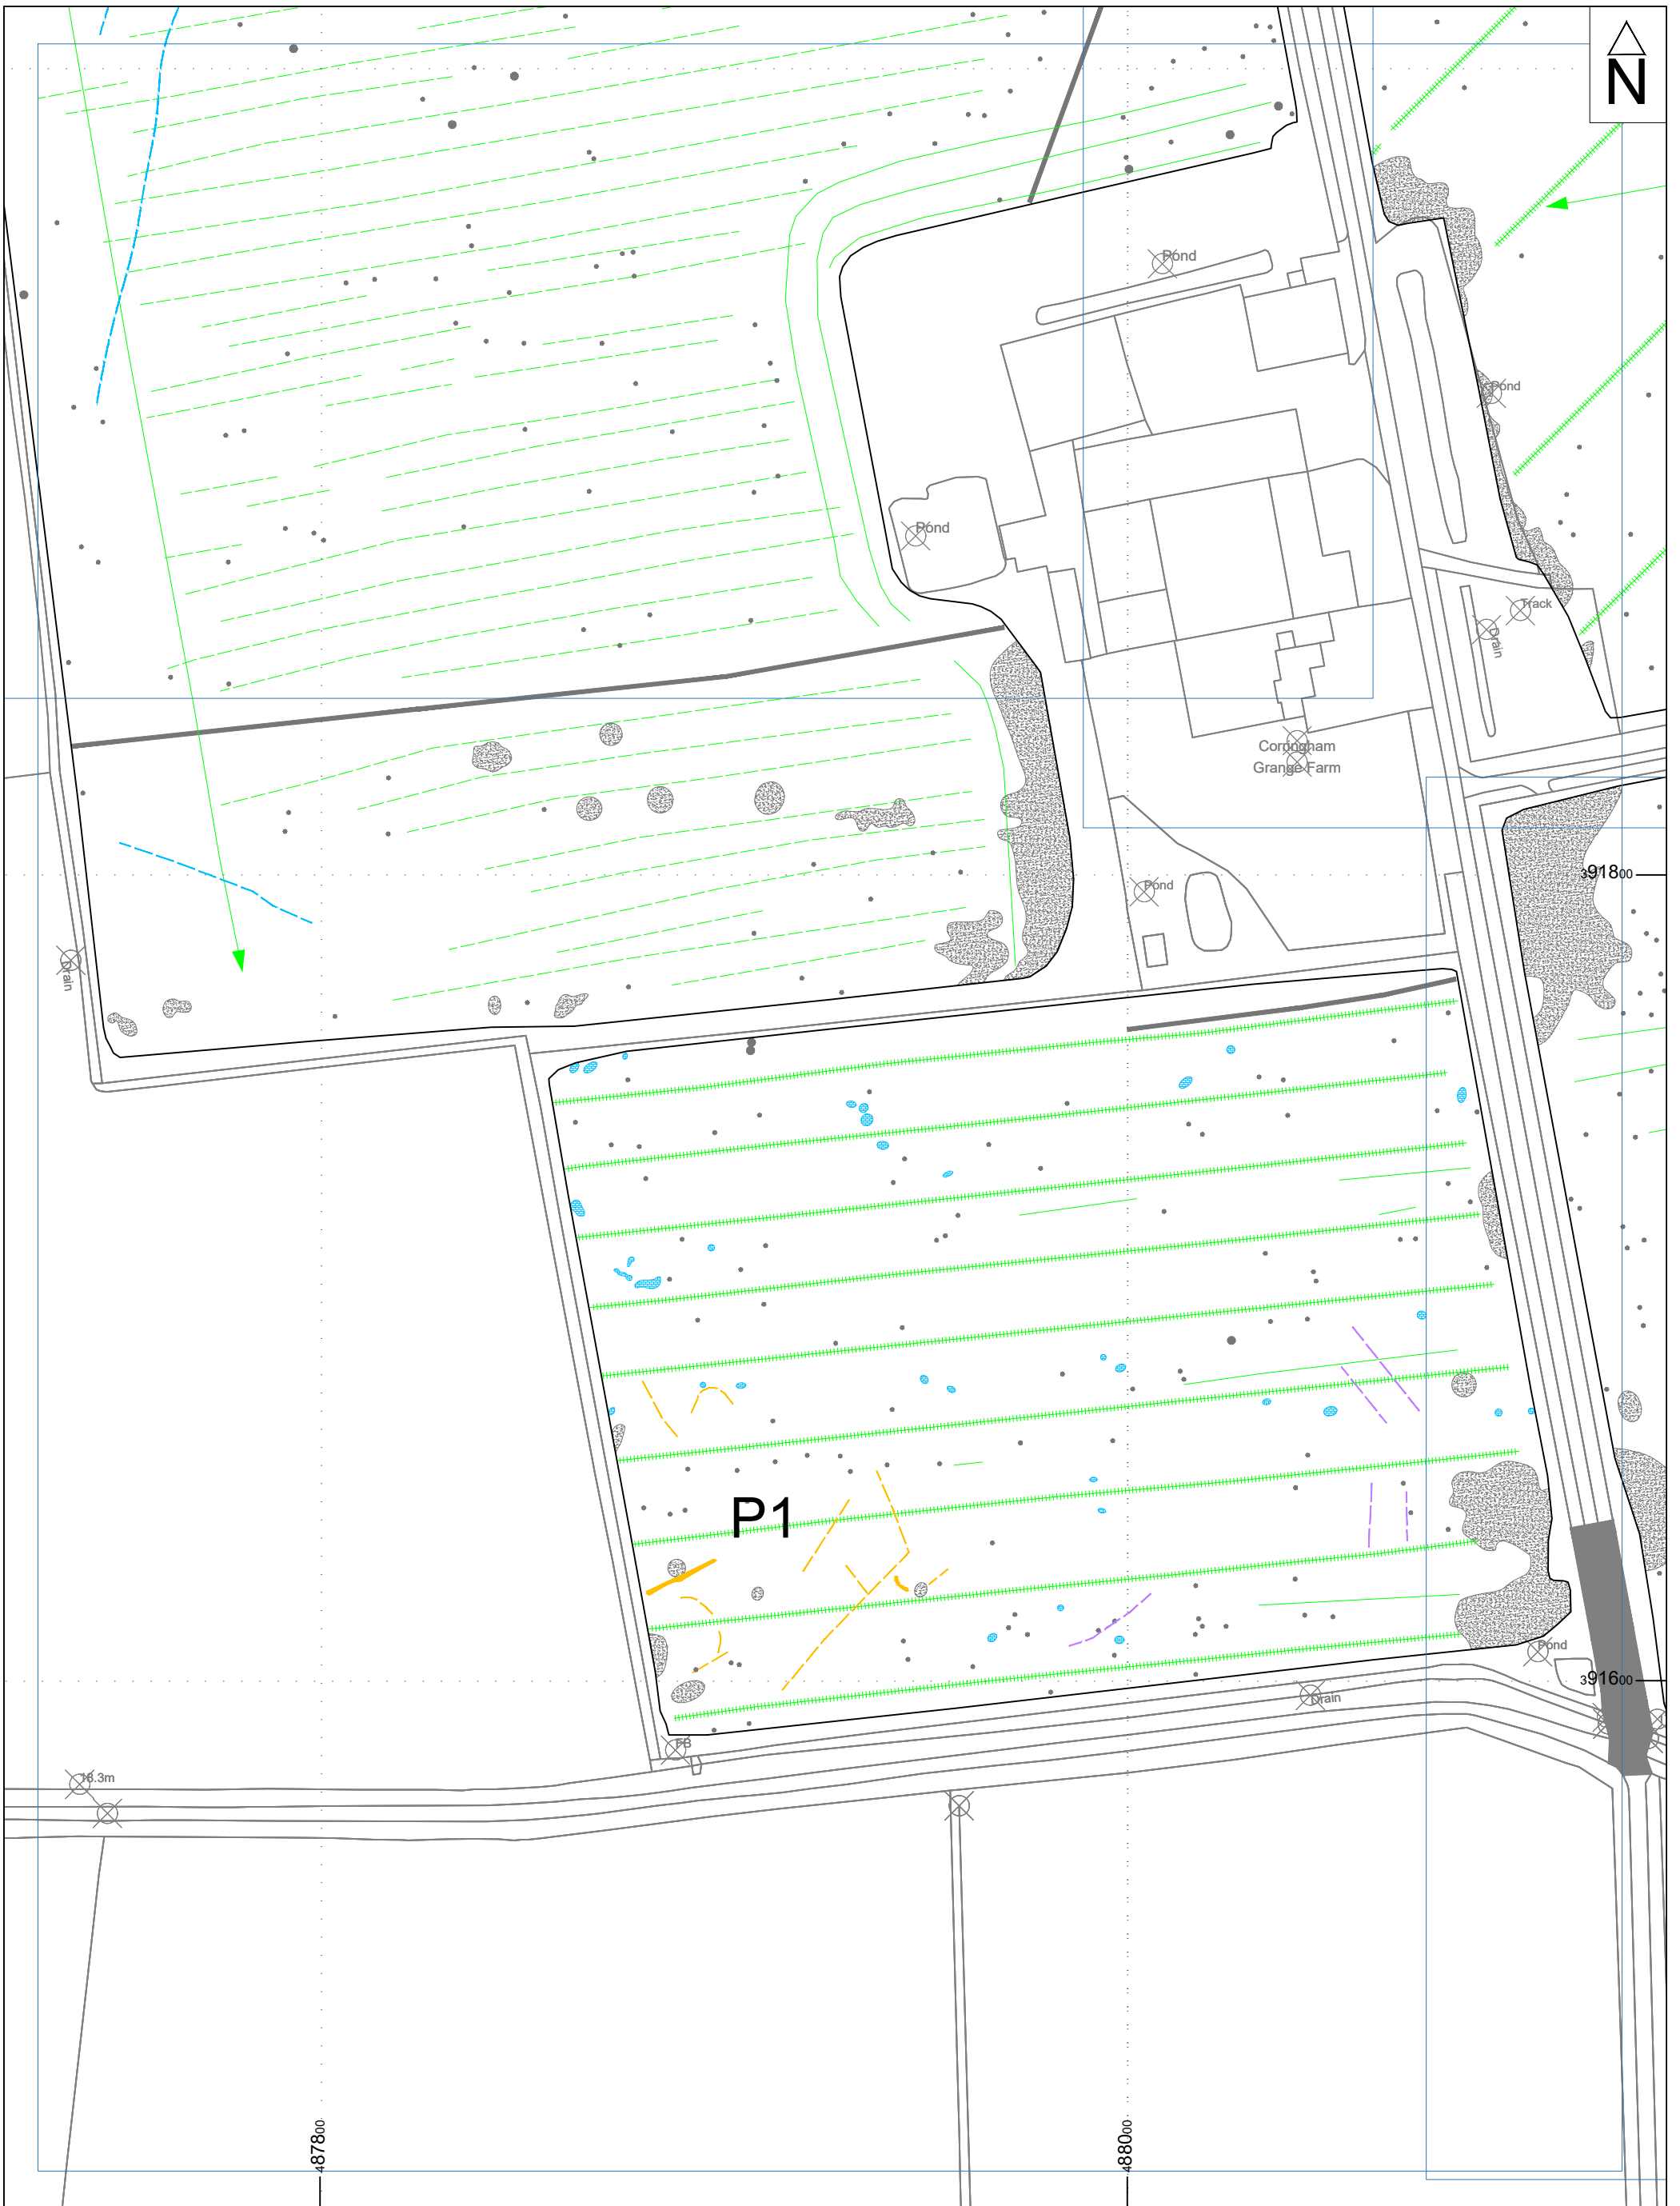 N
Pond
Pond
Pond
Track
Drain
Corringham
Grange Farm
391800
Pond
Drain
P1
Pond
391600
Drain
FB
18.3m
487800
488000